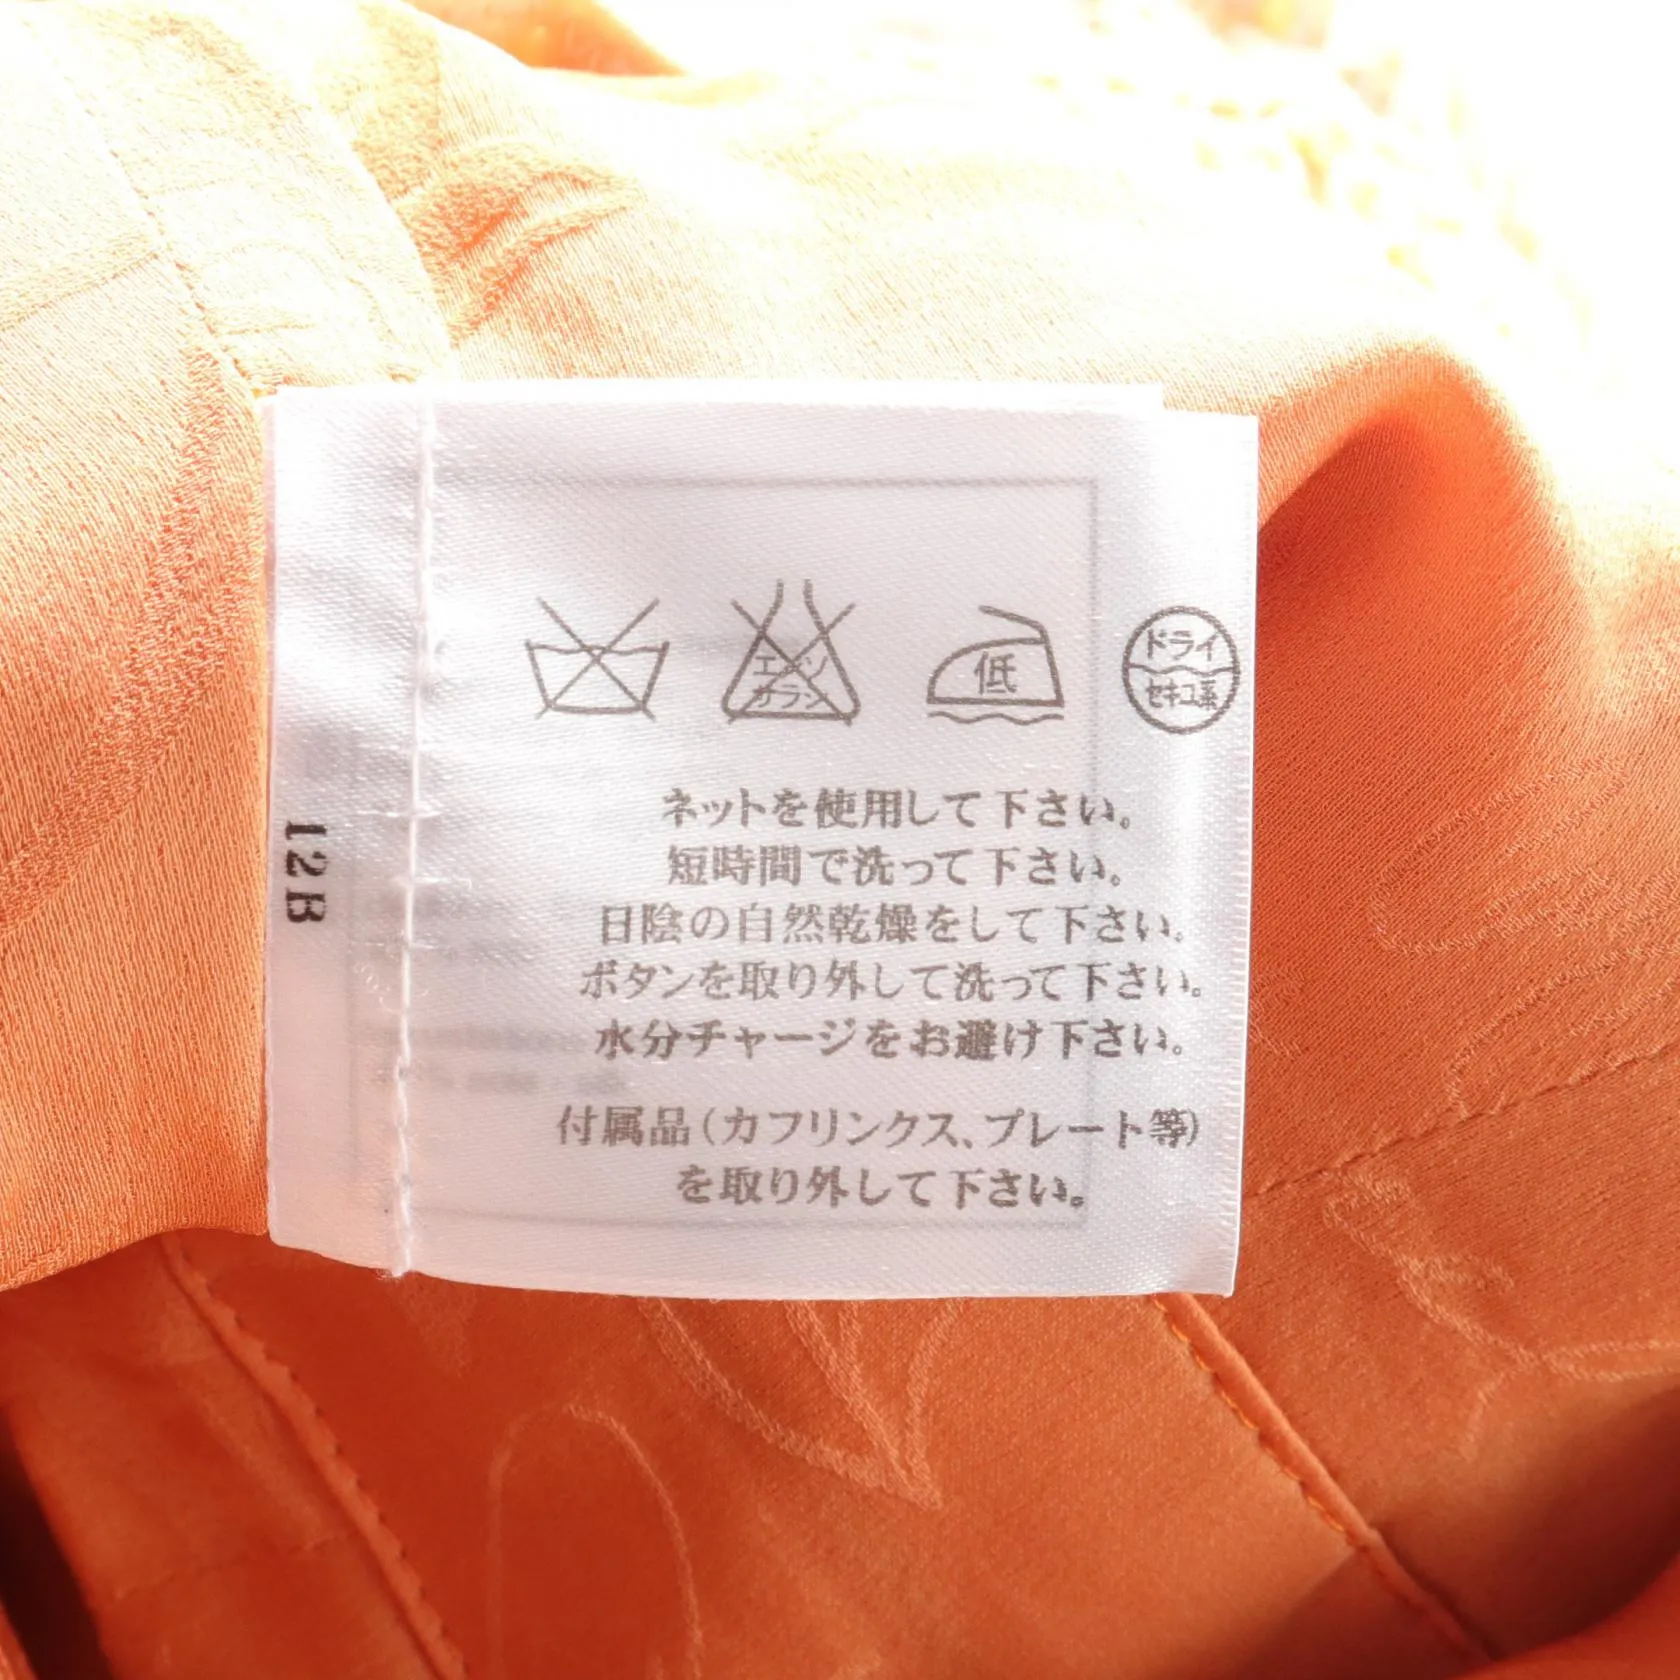 エンソ
サラシ
低
ドライ
セキユ系
ネットを使用して下さい。
短時間で洗って下さい。
日陰の自然乾燥をして下さい。
ボタンを取り外して洗って下さい。
水分チャージをお避け下さい。
付属品(カフリンクス、プレート等)
を取り外して下さい。
12B